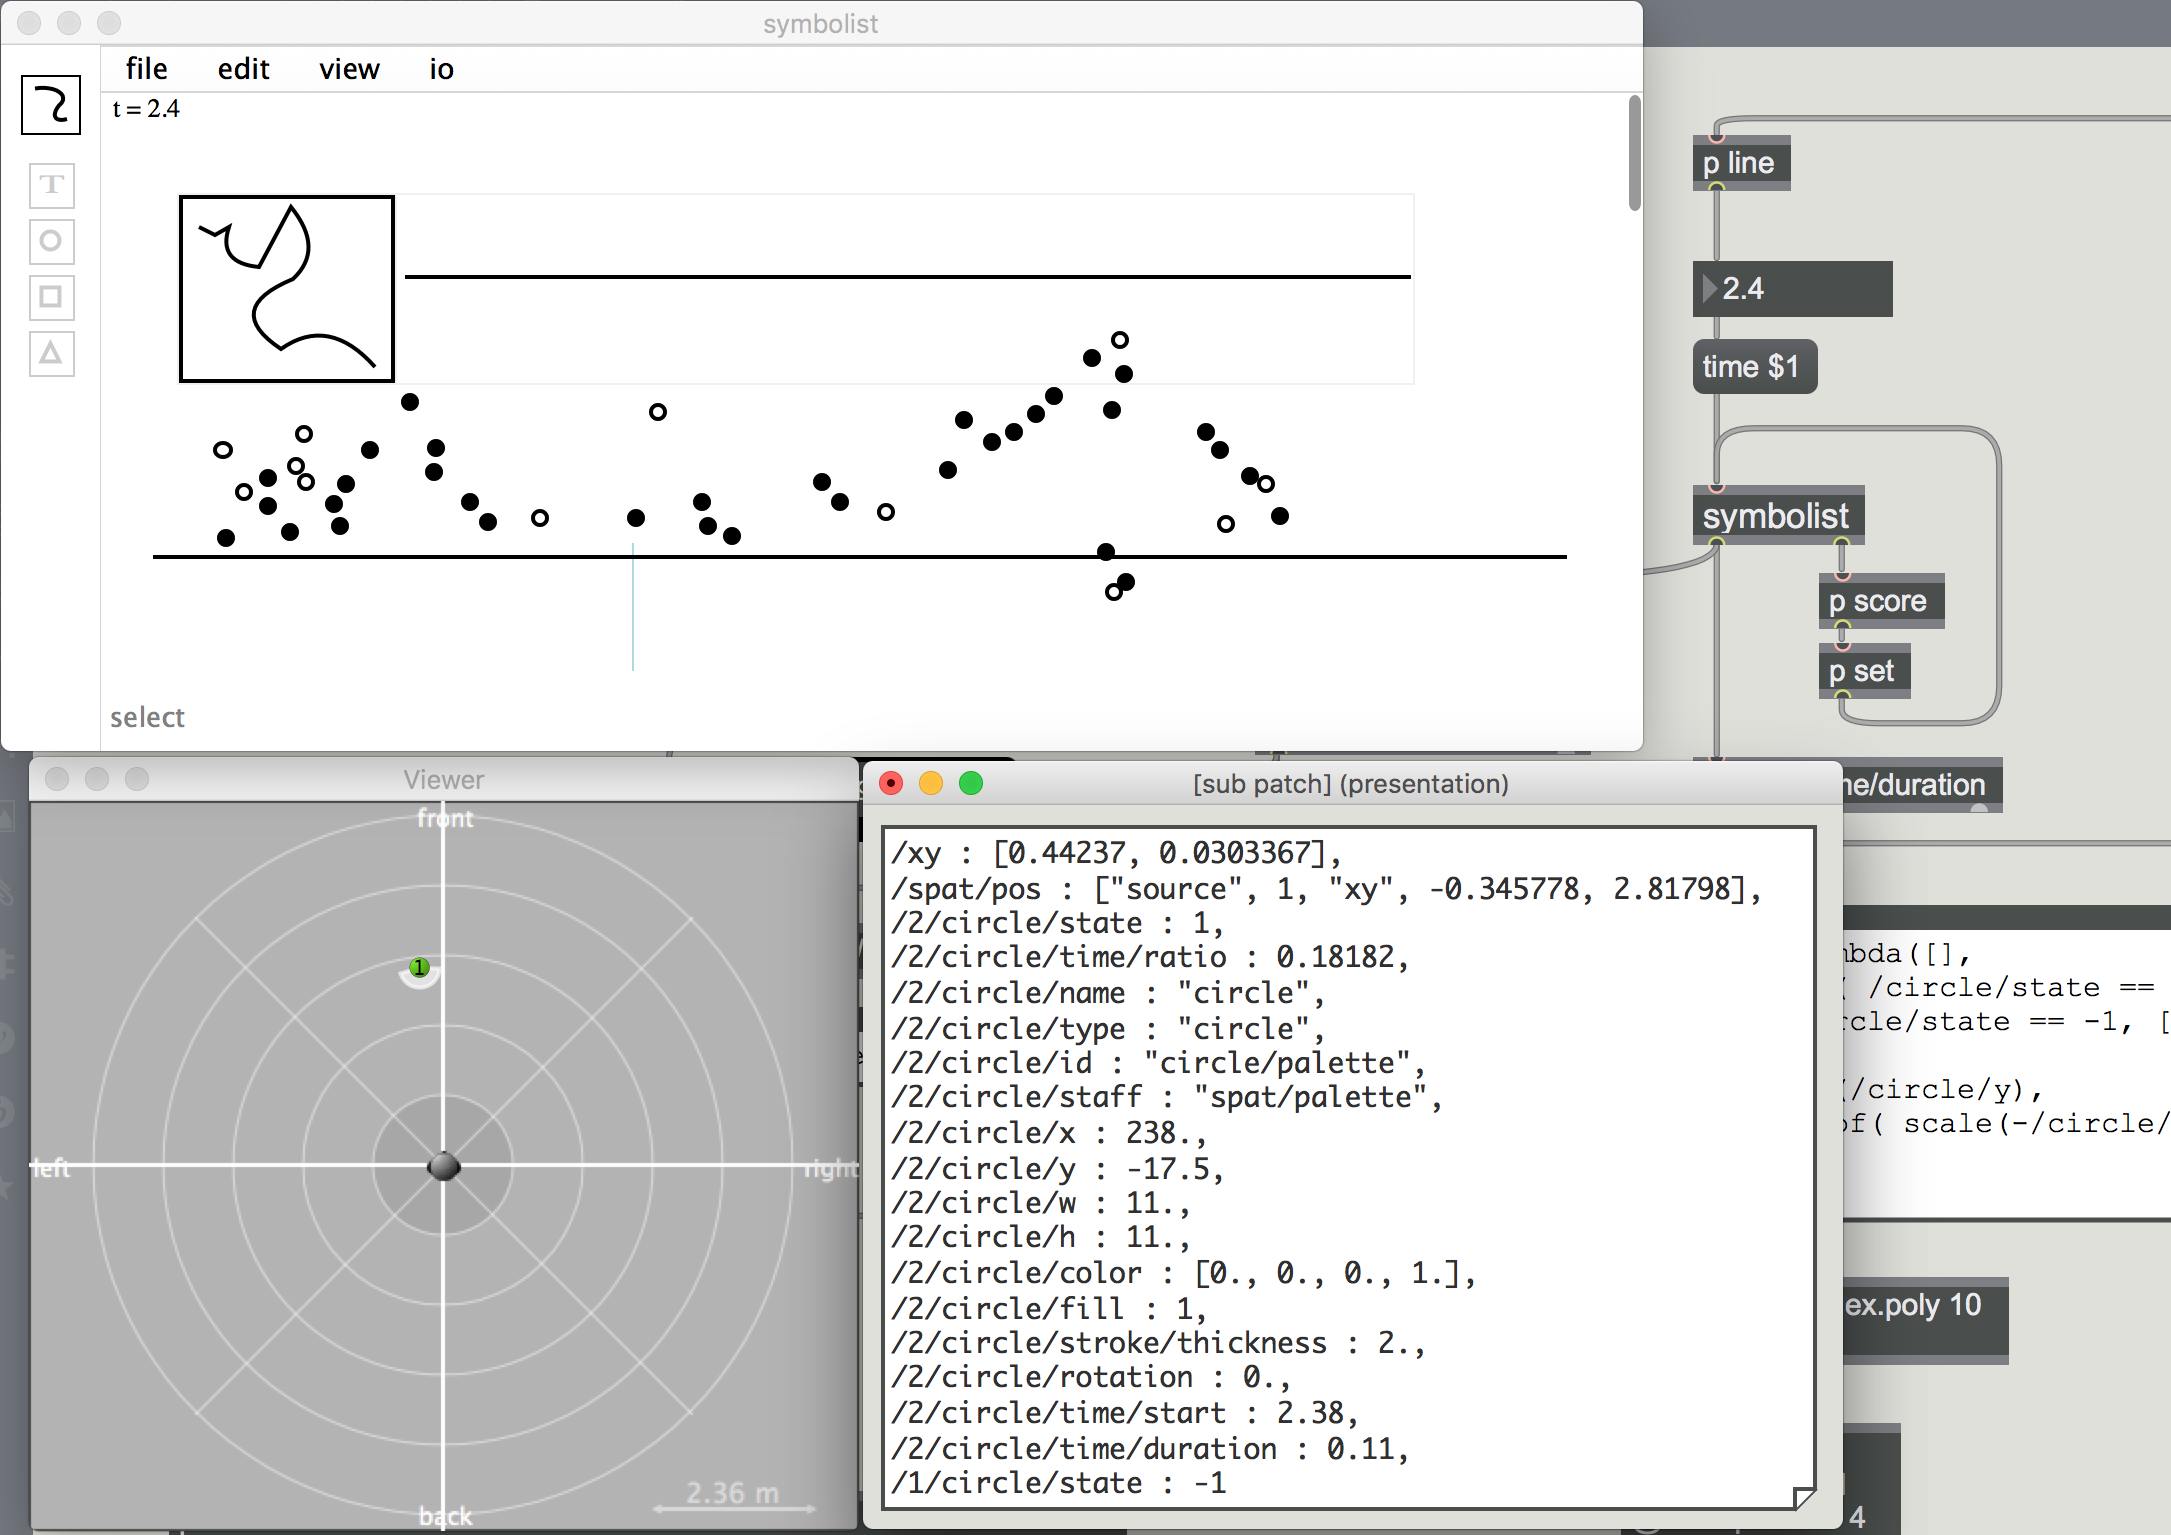 symbolist
file edit view io
t = 2.4
T
select
p line
2.4
time $1
symbolist
p score
p set
ne/duration
Viewer
front
left
right
back
1
2.36 m
[sub patch] (presentation)
/xy : [0.44237, 0.0303367],
/spat/pos : ["source", 1, "xy", -0.345778, 2.81798],
/2/circle/state : 1,
/2/circle/time/ratio : 0.18182,
/2/circle/name : "circle",
/2/circle/type : "circle",
/2/circle/id : "circle/palette",
/2/circle/staff : "spat/palette",
/2/circle/x : 238.,
/2/circle/y : -17.5,
/2/circle/w : 11.,
/2/circle/h : 11.,
/2/circle/color : [0., 0., 0., 1.],
/2/circle/fill : 1,
/2/circle/stroke/thickness : 2.,
/2/circle/rotation : 0.,
/2/circle/time/start : 2.38,
/2/circle/time/duration : 0.11,
/1/circle/state : -1
mbda([],
( /circle/state ==
rcle/state == -1, [
(/circle/y),
of( scale(-/circle/
ex.poly 10
4